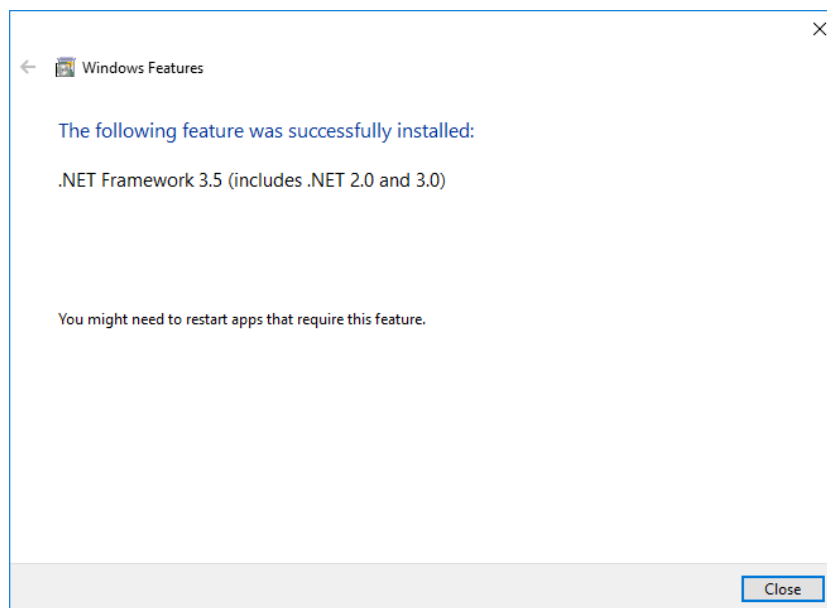 Windows Features
The following feature was successfully installed:
.NET Framework 3.5 (includes .NET 2.0 and 3.0)
You might need to restart apps that require this feature.
Close